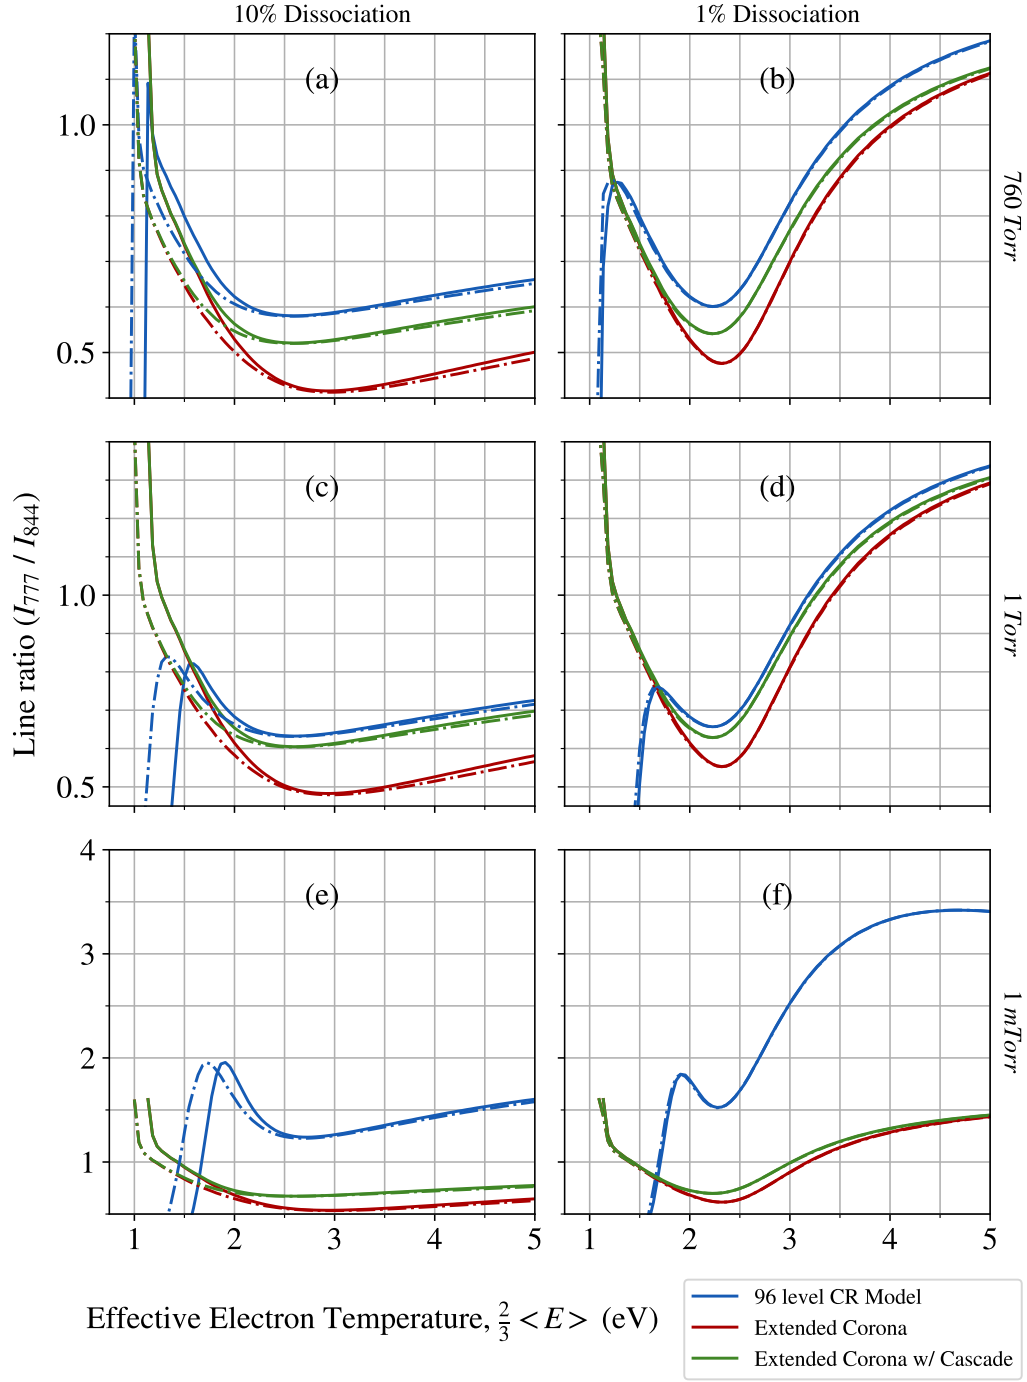 10% Dissociation
1% Dissociation
(a)
(b)
1.0
0.5
760 Torr
(c)
(d)
1.0
0.5
1 Torr
Line ratio (I777 / I844)
(e)
(f)
4
3
2
1
1 mTorr
1 2 3 4 5
1 2 3 4 5
Effective Electron Temperature, 2/3 <E> (eV)
96 level CR Model
Extended Corona
Extended Corona w/ Cascade